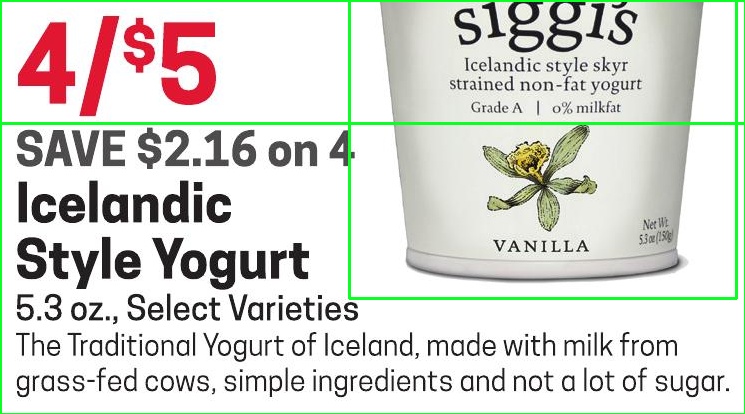 4/$5
SAVE $2.16 on 4
Icelandic
Style Yogurt
5.3 oz., Select Varieties
The Traditional Yogurt of Iceland, made with milk from
grass-fed cows, simple ingredients and not a lot of sugar.
siggi's
Icelandic style skyr
strained non-fat yogurt
Grade A | 0% milkfat
VANILLA
Net Wt.
5.3 oz (150g)